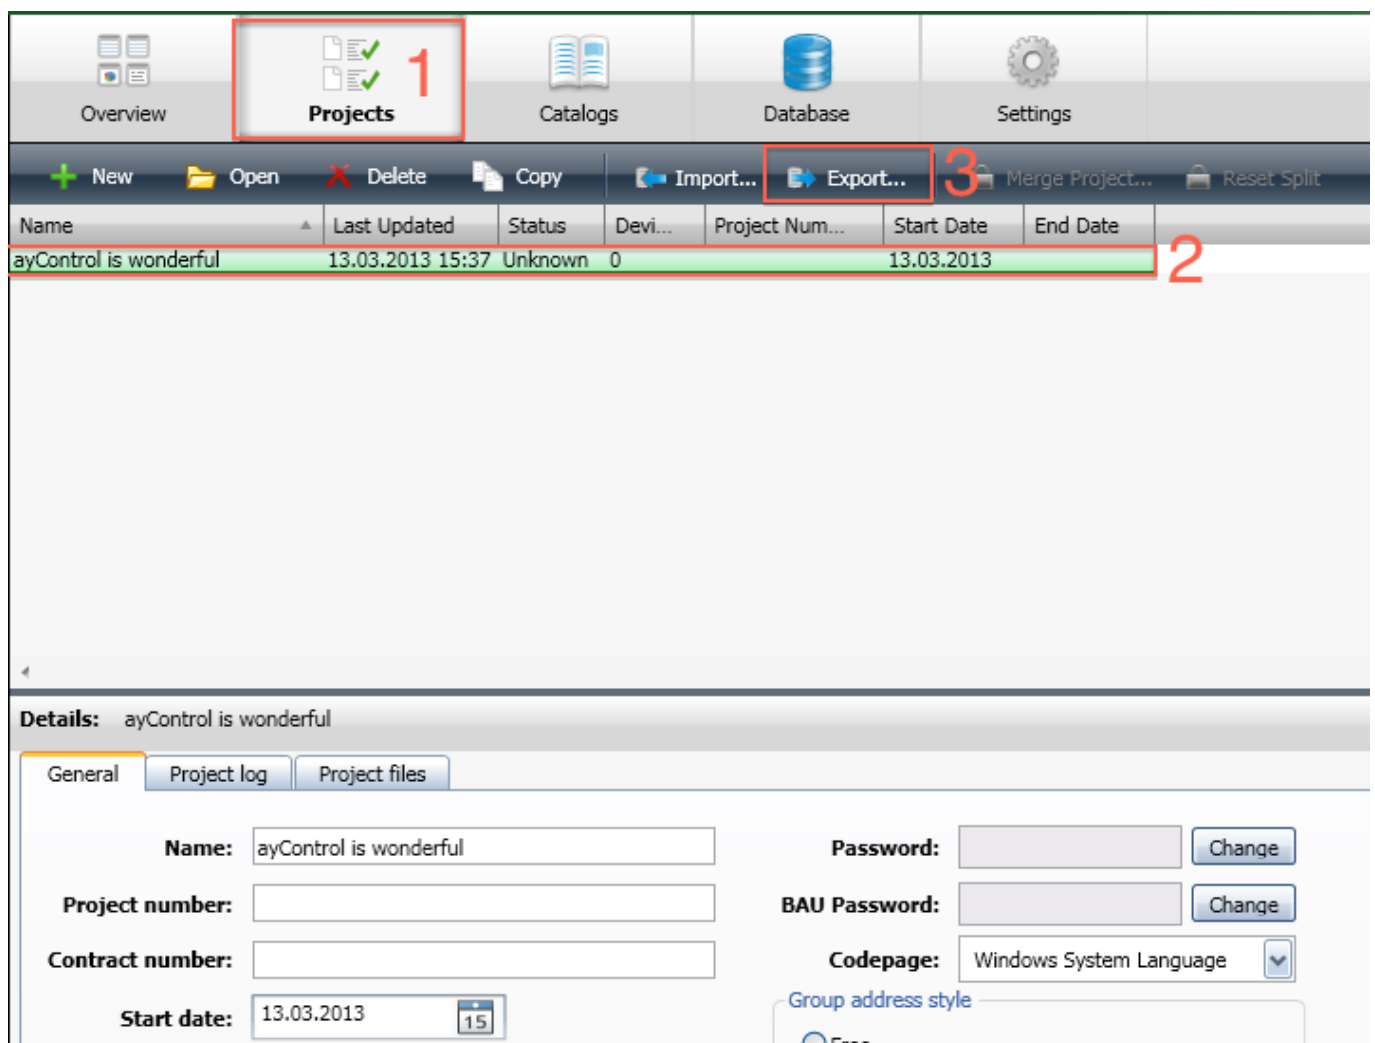 1
Overview Projects Catalogs Database Settings
New Open Delete Copy Import... Export... 3 Merge Project... Reset Split
Name Last Updated Status Devi... Project Num... Start Date End Date
ayControl is wonderful 13.03.2013 15:37 Unknown 0 13.03.2013 2
Details: ayControl is wonderful
General Project log Project files
Name: ayControl is wonderful Password: Change
Project number: BAU Password: Change
Contract number: Codepage: Windows System Language
Group address style
Start date: 13.03.2013 15
Free